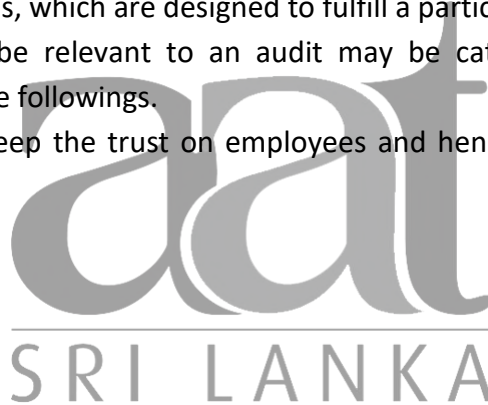 s, which are designed to fulfill a partic
be relevant to an audit may be cat
e followings.
eep the trust on employees and hen
aat
SRI LANKA